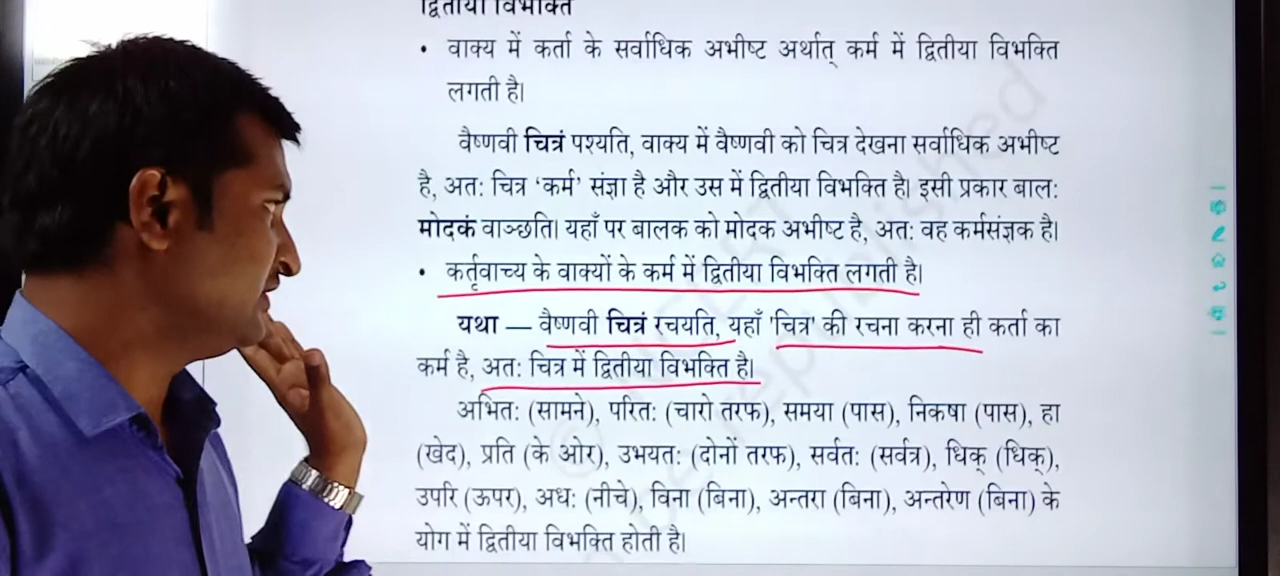 द्वितीया विभक्ति
• वाक्य में कर्ता के सर्वाधिक अभीष्ट अर्थात् कर्म में द्वितीया विभक्ति
लगती है।
वैष्णवी चित्रं पश्यति, वाक्य में वैष्णवी को चित्र देखना सर्वाधिक अभीष्ट
है, अत: चित्र ‘कर्म’ संज्ञा है और उस में द्वितीया विभक्ति है। इसी प्रकार बाल:
मोदकं वाञ्छति। यहाँ पर बालक को मोदक अभीष्ट है, अत: वह कर्मसंज्ञक है।
• कर्तृवाच्य के वाक्यों के कर्म में द्वितीया विभक्ति लगती है।
यथा — वैष्णवी चित्रं रचयति, यहाँ 'चित्र' की रचना करना ही कर्ता का
कर्म है, अत: चित्र में द्वितीया विभक्ति है।
अभित: (सामने), परित: (चारो तरफ), समया (पास), निकषा (पास), हा
(खेद), प्रति (के ओर), उभयत: (दोनों तरफ), सर्वत: (सर्वत्र), धिक् (धिक्),
उपरि (ऊपर), अध: (नीचे), विना (बिना), अन्तरा (बिना), अन्तरेण (बिना) के
योग में द्वितीया विभक्ति होती है।
republished